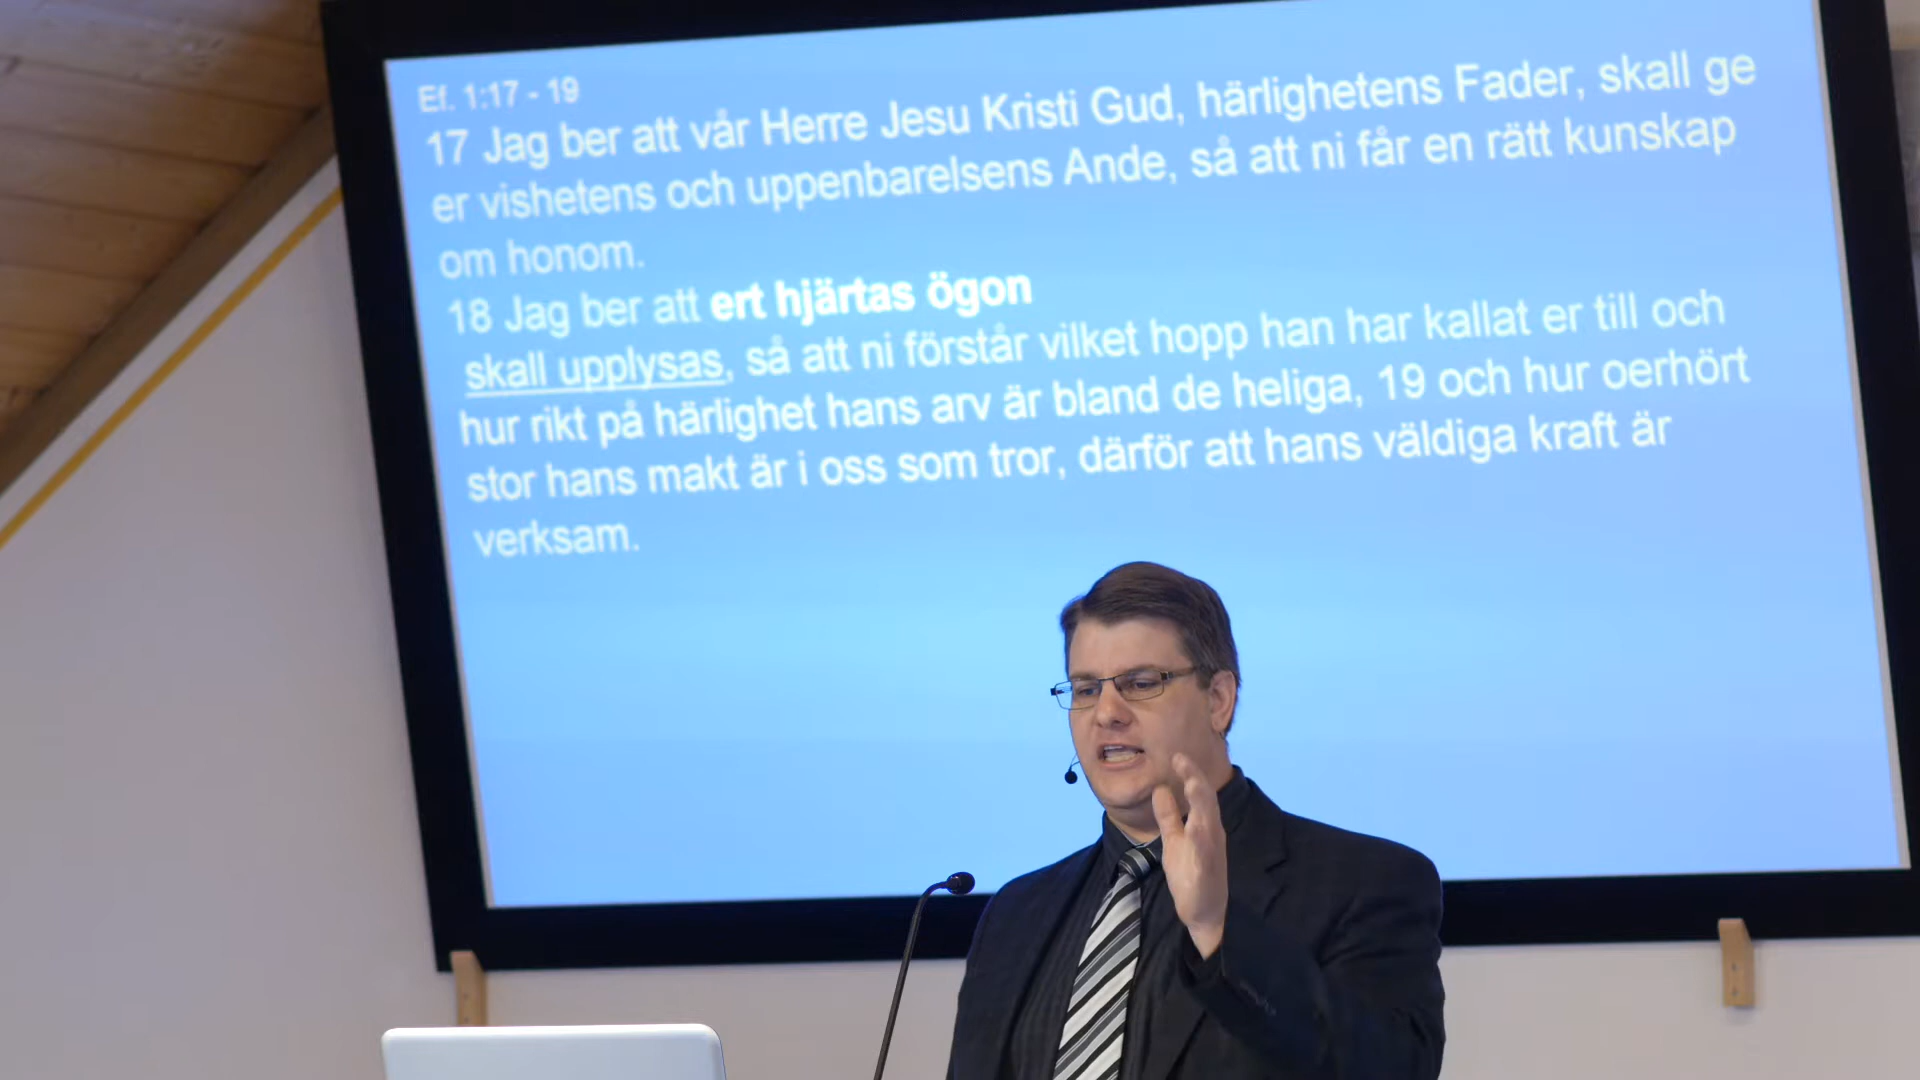 Ef. 1:17 - 19
17 Jag ber att vår Herre Jesu Kristi Gud, härlighetens Fader, skall ge
er vishetens och uppenbarelsens Ande, så att ni får en rätt kunskap
om honom.
18 Jag ber att ert hjärtas ögon
skall upplysas, så att ni förstår vilket hopp han har kallat er till och
hur rikt på härlighet hans arv är bland de heliga, 19 och hur oerhört
stor hans makt är i oss som tror, därför att hans väldiga kraft är
verksam.